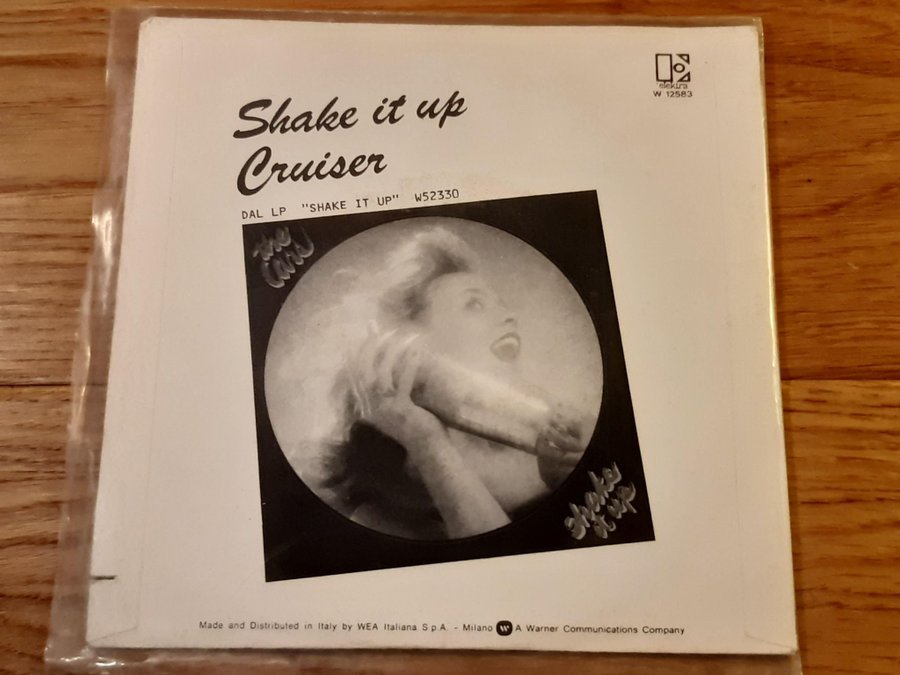 elektra
W 12583
Shake it up
Cruiser
DAL LP "SHAKE IT UP" W52330
the
cars
shake
it up
Made and Distributed in Italy by WEA Italiana S.p.A. - Milano W A Warner Communications Company